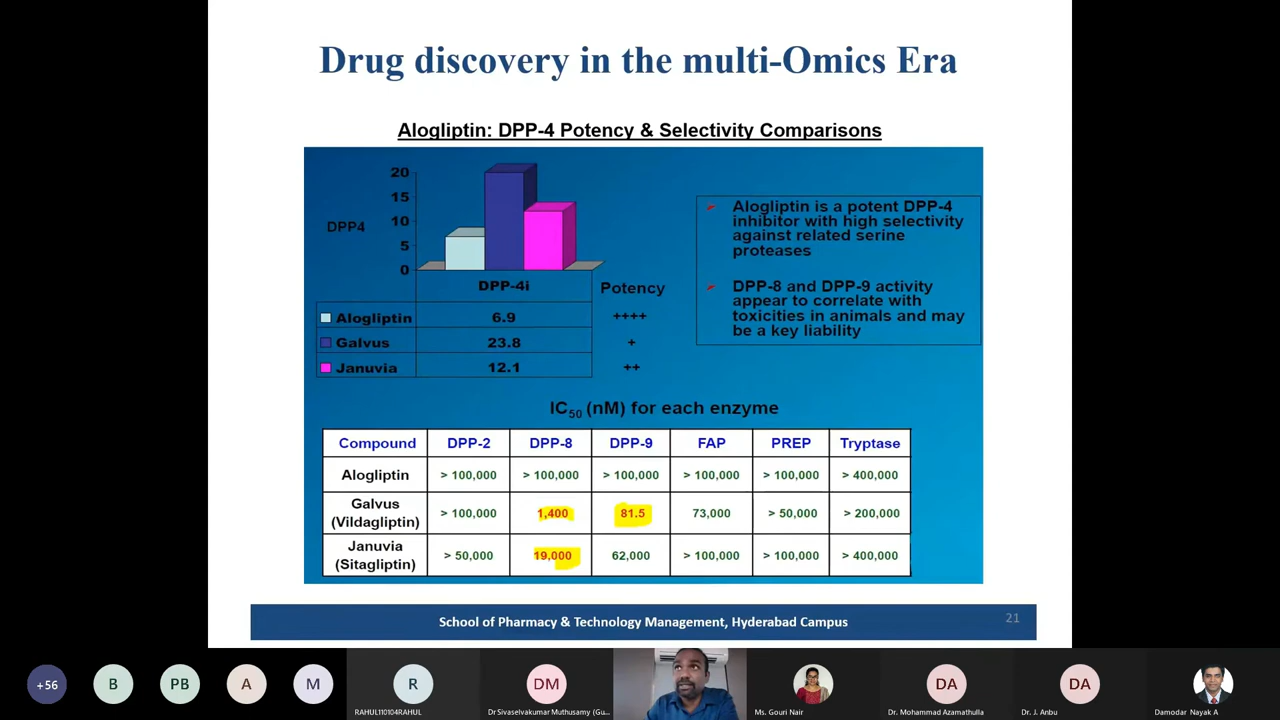 Drug discovery in the multi-Omics Era
Alogliptin: DPP-4 Potency & Selectivity Comparisons
20
15
10
5
0
DPP4
DPP-4i
Potency
Alogliptin 6.9 ++++
Galvus 23.8 +
Januvia 12.1 ++
Alogliptin is a potent DPP-4
inhibitor with high selectivity
against related serine
proteases
DPP-8 and DPP-9 activity
appear to correlate with
toxicities in animals and may
be a key liability
IC50 (nM) for each enzyme
Compound DPP-2 DPP-8 DPP-9 FAP PREP Tryptase
Alogliptin > 100,000 > 100,000 > 100,000 > 100,000 > 100,000 > 400,000
Galvus
(Vildagliptin) > 100,000 1,400 81.5 73,000 > 50,000 > 200,000
Januvia
(Sitagliptin) > 50,000 19,000 62,000 > 100,000 > 100,000 > 400,000
School of Pharmacy & Technology Management, Hyderabad Campus
21
+56
B
PB
A
M
R
DM
DA
DA
RAHUL110104RAHUL
Dr Sivaselvakumar Muthusamy (Gu...
Ms. Gouri Nair
Dr. Mohammad Azamathulla
Dr. J. Anbu
Damodar Nayak A